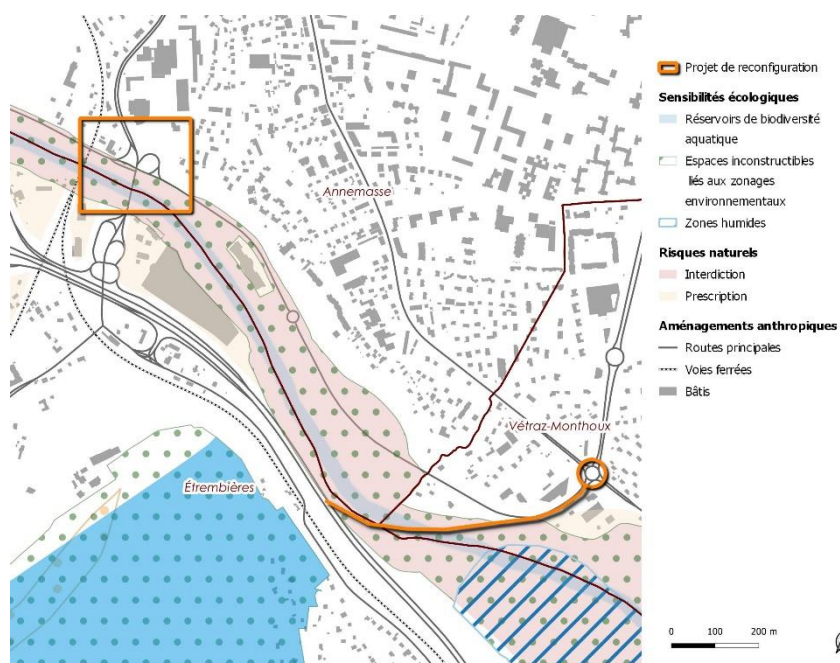 Projet de reconfiguration
Sensibilités écologiques
Réservoirs de biodiversité
aquatique
Espaces inconstructibles
liés aux zonages
environnementaux
Zones humides
Risques naturels
Interdiction
Prescription
Aménagements anthropiques
Routes principales
Voies ferrées
Bâtis
Annemasse
Vétraz-Monthoux
Étrembières
0 100 200 m